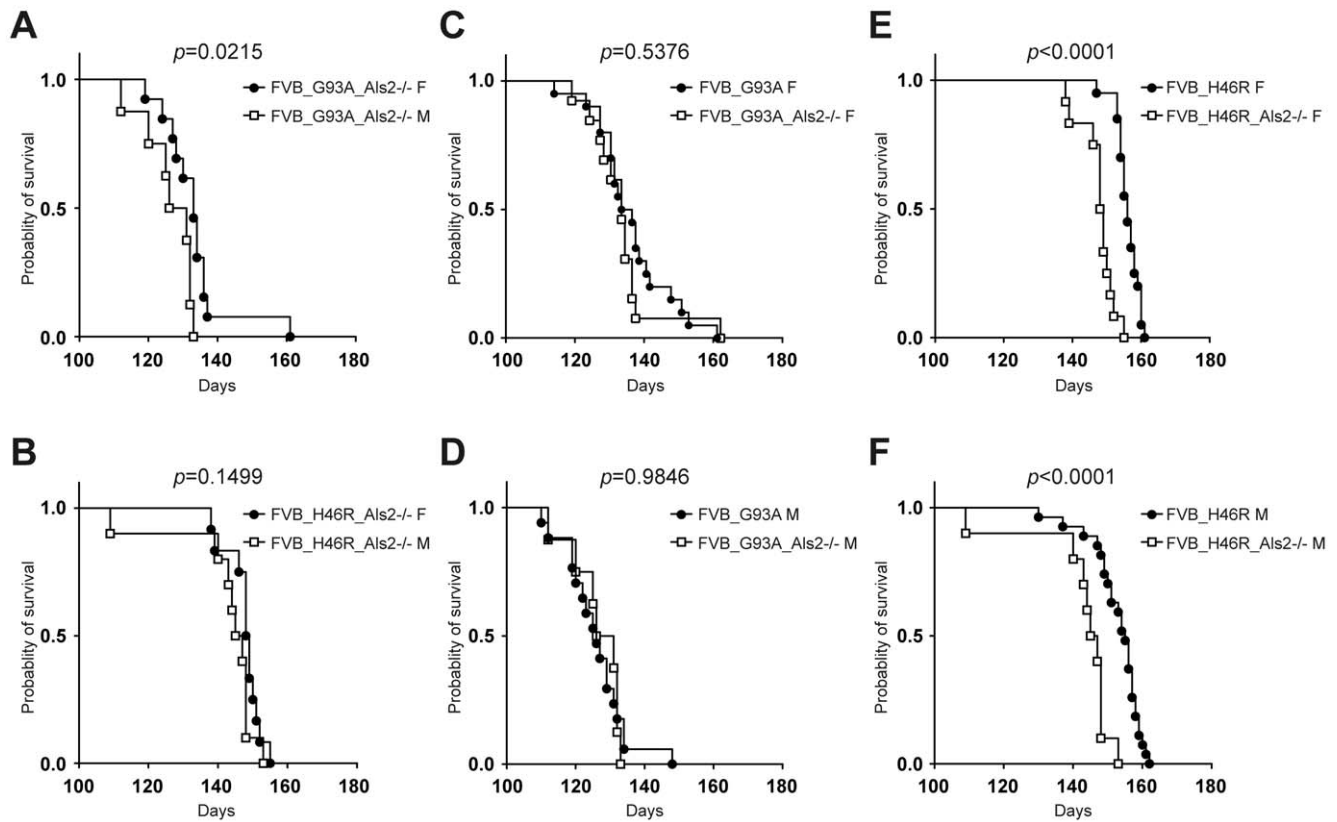 A
p=0.0215
FVB_G93A_Als2-/- F
FVB_G93A_Als2-/- M
Probablity of survival
1.0
0.5
0.0
100 120 140 160 180
Days
C
p=0.5376
FVB_G93A F
FVB_G93A_Als2-/- F
Probablity of survival
1.0
0.5
0.0
100 120 140 160 180
Days
E
p<0.0001
FVB_H46R F
FVB_H46R_Als2-/- F
Probablity of survival
1.0
0.5
0.0
100 120 140 160 180
Days
B
p=0.1499
FVB_H46R_Als2-/- F
FVB_H46R_Als2-/- M
Probablity of survival
1.0
0.5
0.0
100 120 140 160 180
Days
D
p=0.9846
FVB_G93A M
FVB_G93A_Als2-/- M
Probablity of survival
1.0
0.5
0.0
100 120 140 160 180
Days
F
p<0.0001
FVB_H46R M
FVB_H46R_Als2-/- M
Probablity of survival
1.0
0.5
0.0
100 120 140 160 180
Days